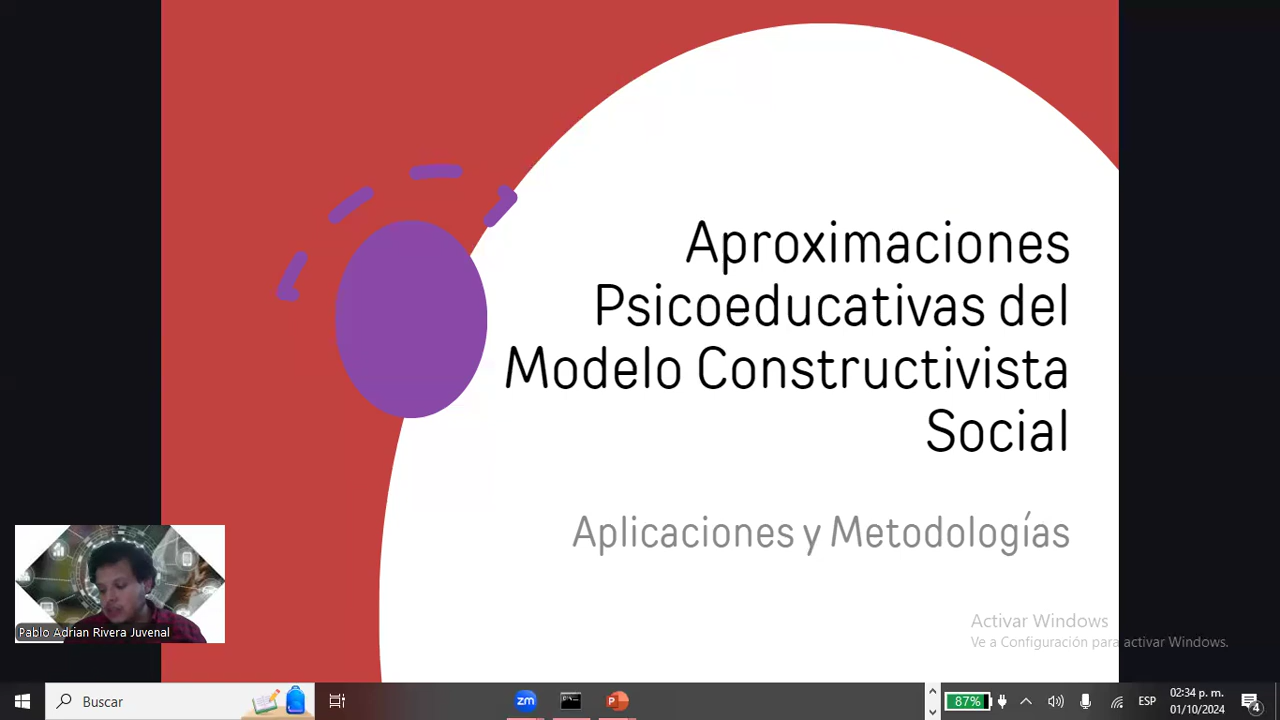 Aproximaciones
Psicoeducativas del
Modelo Constructivista
Social
Aplicaciones y Metodologías
Pablo Adrian Rivera Juvenal
Activar Windows
Ve a Configuración para activar Windows.
Buscar
zm
P
87%
ESP
02:34 p. m.
01/10/2024
4